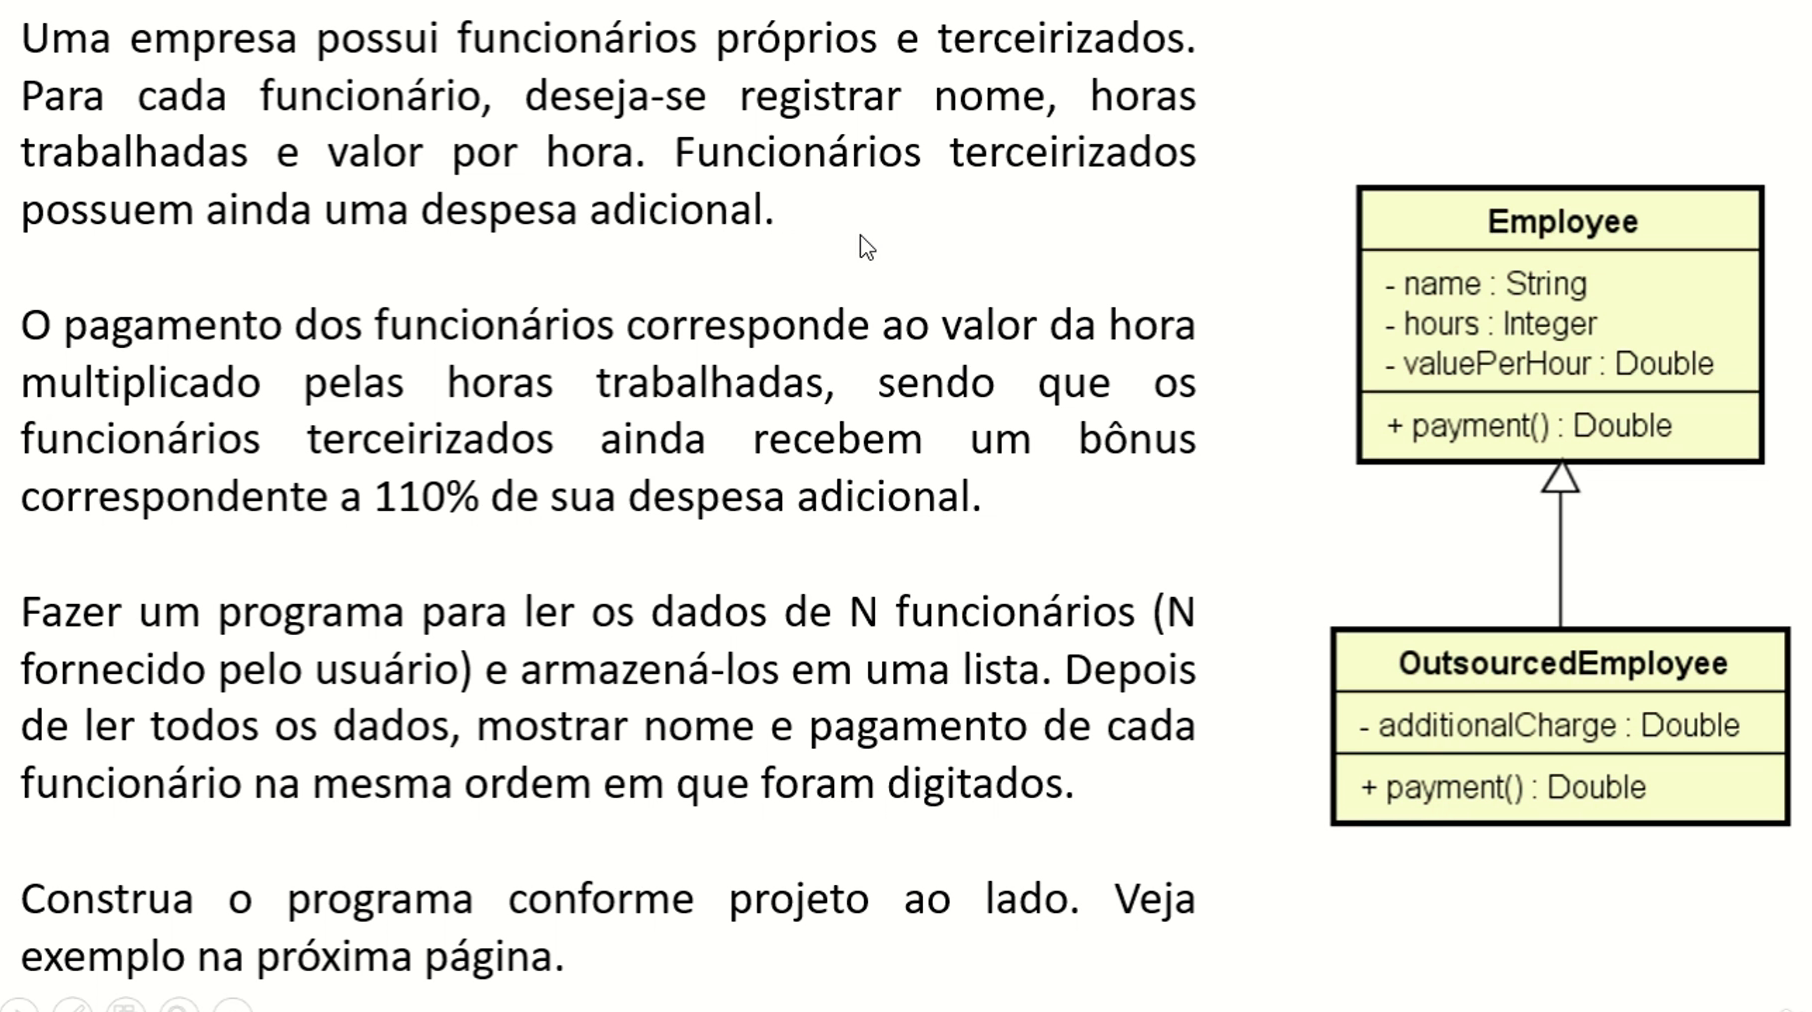 Uma empresa possui funcionários próprios e terceirizados.
Para cada funcionário, deseja-se registrar nome, horas
trabalhadas e valor por hora. Funcionários terceirizados
possuem ainda uma despesa adicional.
O pagamento dos funcionários corresponde ao valor da hora
multiplicado pelas horas trabalhadas, sendo que os
funcionários terceirizados ainda recebem um bônus
correspondente a 110% de sua despesa adicional.
Fazer um programa para ler os dados de N funcionários (N
fornecido pelo usuário) e armazená-los em uma lista. Depois
de ler todos os dados, mostrar nome e pagamento de cada
funcionário na mesma ordem em que foram digitados.
Construa o programa conforme projeto ao lado. Veja
exemplo na próxima página.
Employee
- name : String
- hours : Integer
- valuePerHour : Double
+ payment() : Double
OutsourcedEmployee
- additionalCharge : Double
+ payment() : Double